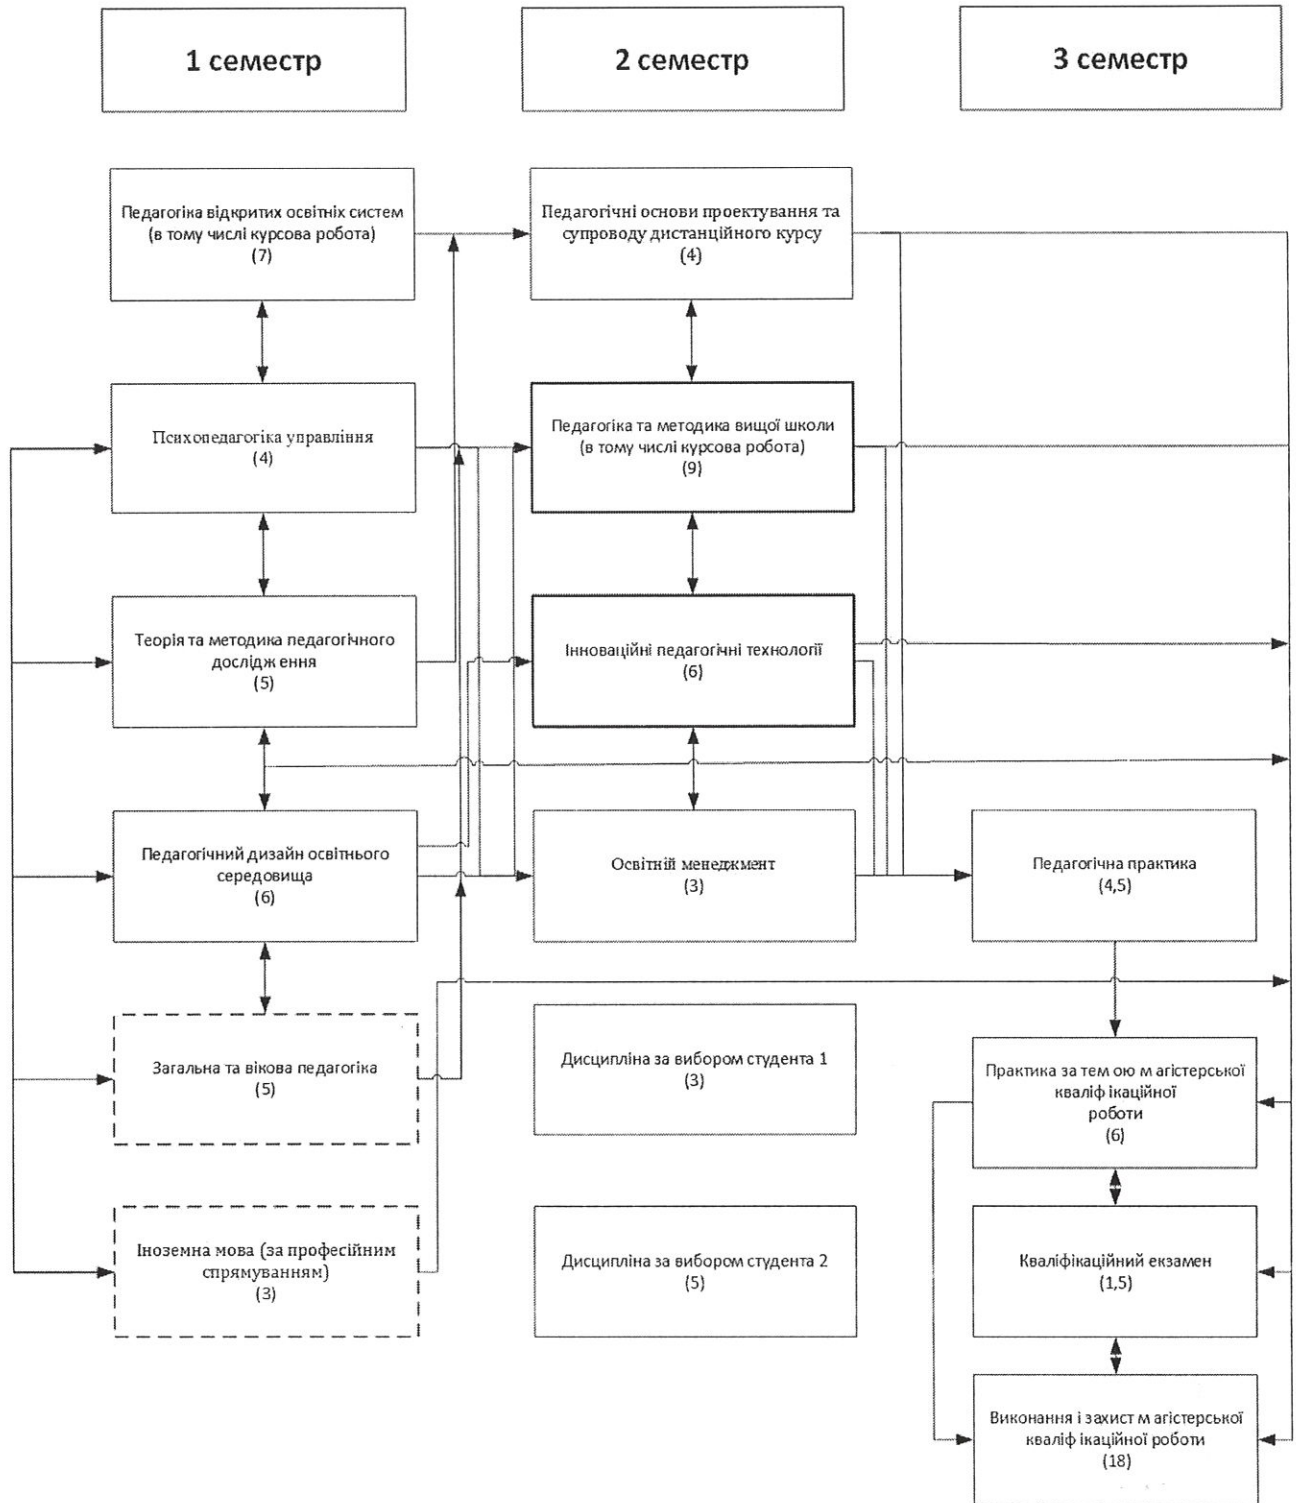 1 семестр
2 семестр
3 семестр
Педагогіка відкритих освітніх систем
(в тому числі курсова робота)
(7)
Педагогічні основи проектування та
супроводу дистанційного курсу
(4)
Психопедагогіка управління
(4)
Педагогіка та методика вищої школи
(в тому числі курсова робота)
(9)
Теорія та методика педагогічного
дослідж ення
(5)
Інноваційні педагогічні технології
(6)
Педагогічний дизайн освітнього
середовища
(6)
Освітній менеджмент
(3)
Педагогічна практика
(4,5)
Загальна та вікова педагогіка
(5)
Дисципліна за вибором студента 1
(3)
Практика за тем ою м агістерської
кваліф ікаційної
роботи
(6)
Іноземна мова (за професійним
спрямуванням)
(3)
Дисципліна за вибором студента 2
(5)
Кваліфікаційний екзамен
(1,5)
Виконання і захист м агістерської
кваліф ікаційної роботи
(18)